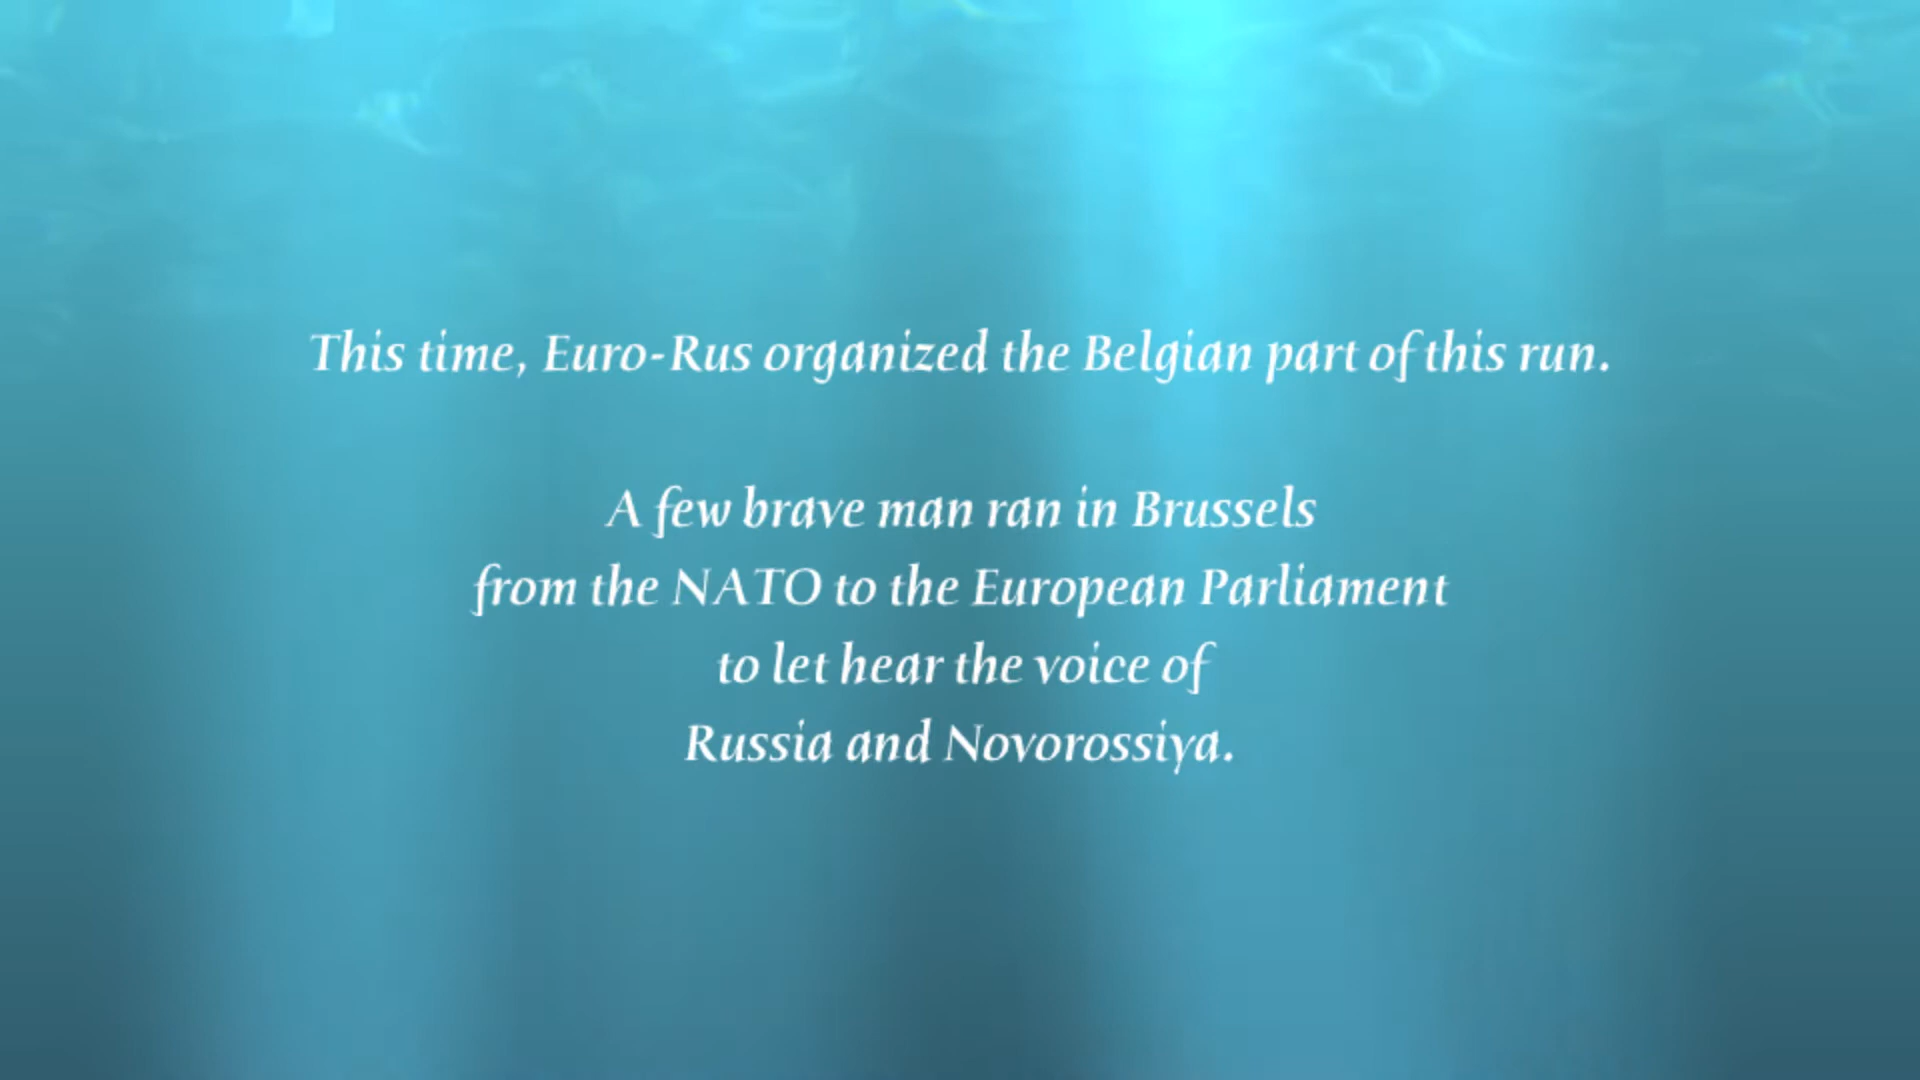 This time, Euro-Rus organized the Belgian part of this run.
A few brave man ran in Brussels
from the NATO to the European Parliament
to let hear the voice of
Russia and Novorossiya.